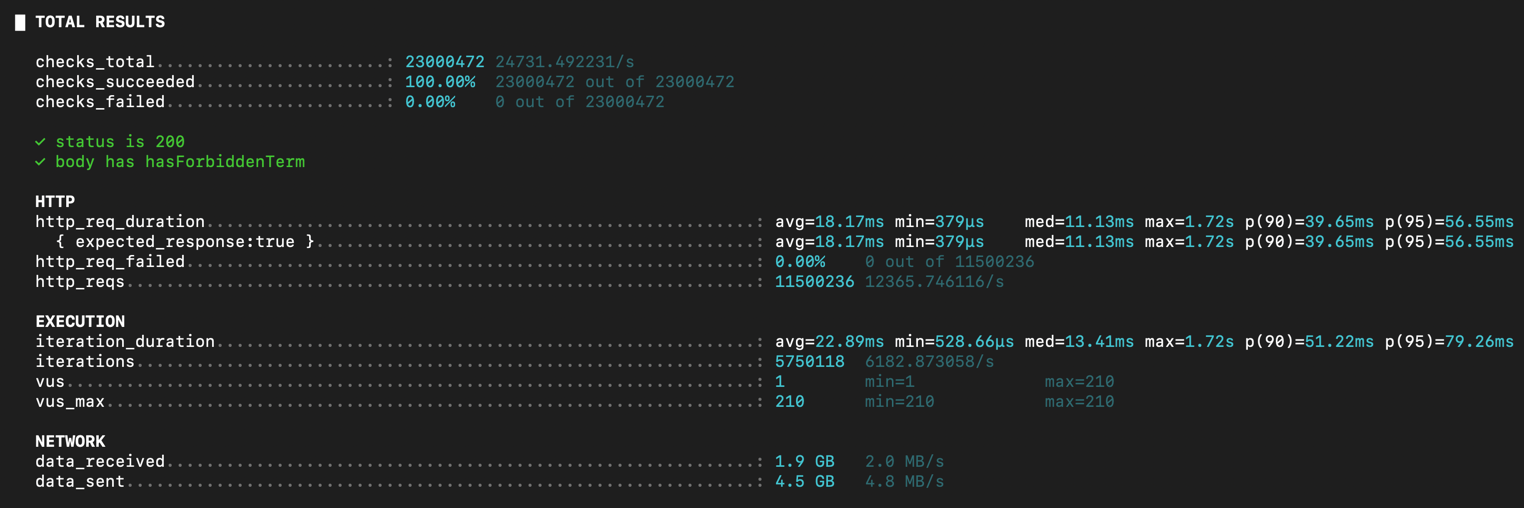 █ TOTAL RESULTS
checks_total.......................: 23000472 24731.492231/s
checks_succeeded...................: 100.00% 23000472 out of 23000472
checks_failed......................: 0.00% 0 out of 23000472
✓ status is 200
✓ body has hasForbiddenTerm
HTTP
http_req_duration.......................................................: avg=18.17ms min=379µs med=11.13ms max=1.72s p(90)=39.65ms p(95)=56.55ms
{ expected_response:true }............................................: avg=18.17ms min=379µs med=11.13ms max=1.72s p(90)=39.65ms p(95)=56.55ms
http_req_failed.........................................................: 0.00% 0 out of 11500236
http_reqs...............................................................: 11500236 12365.746116/s
EXECUTION
iteration_duration......................................................: avg=22.89ms min=528.66µs med=13.41ms max=1.72s p(90)=51.22ms p(95)=79.26ms
iterations..............................................................: 5750118 6182.873058/s
vus.....................................................................: 1 min=1 max=210
vus_max.................................................................: 210 min=210 max=210
NETWORK
data_received...........................................................: 1.9 GB 2.0 MB/s
data_sent...............................................................: 4.5 GB 4.8 MB/s